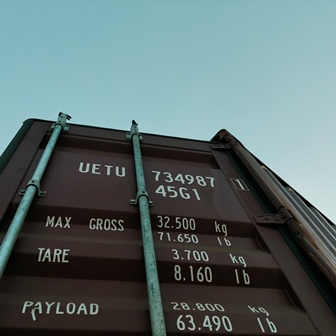 UETU 734987 1
45G1
MAX GROSS 32.500 kg
71.650 lb
TARE 3.700 kg
8.160 lb
PAYLOAD 28.800 kg
63.490 lb